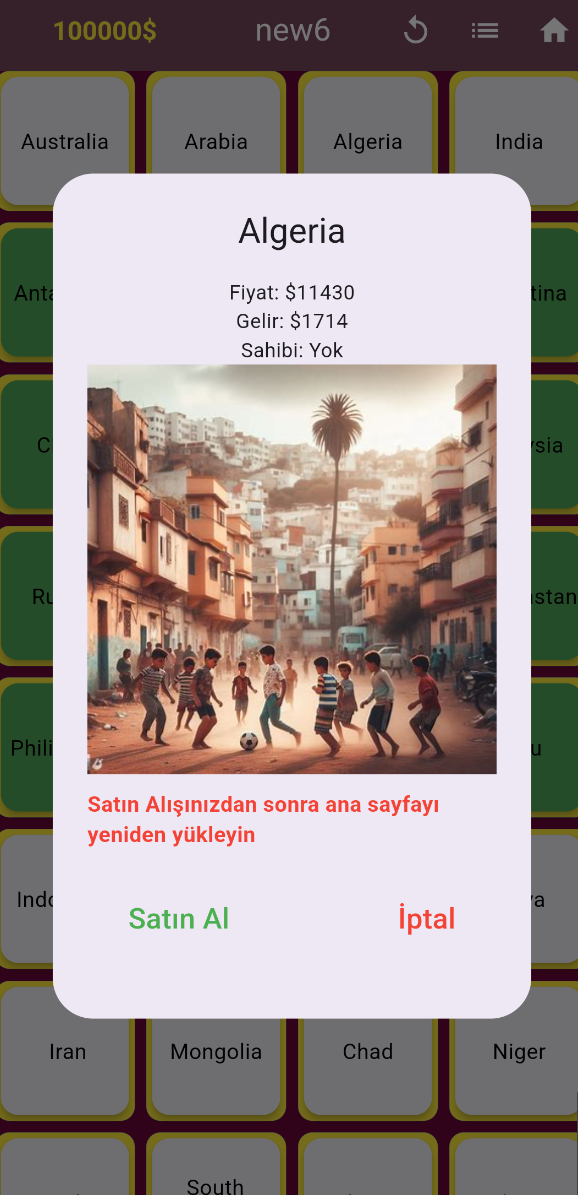 100000$ new6
Australia Arabia Algeria India
Algeria
Fiyat: $11430
Gelir: $1714
Sahibi: Yok
Satın Alışınızdan sonra ana sayfayı
yeniden yükleyin
Satın Al İptal
Iran Mongolia Chad Niger
South